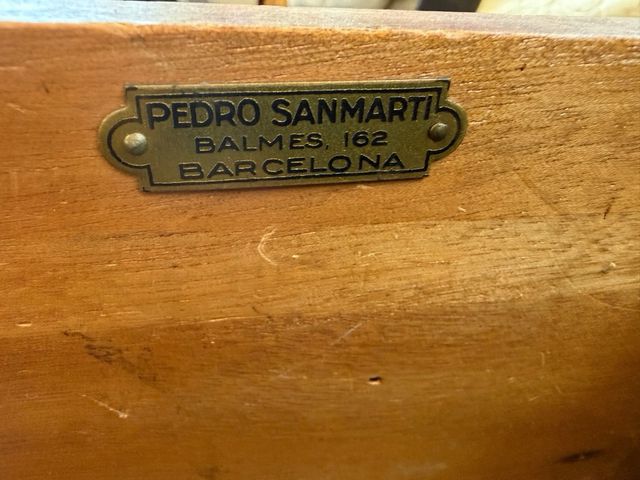 PEDRO SANMARTI
BALMES, 162
BARCELONA